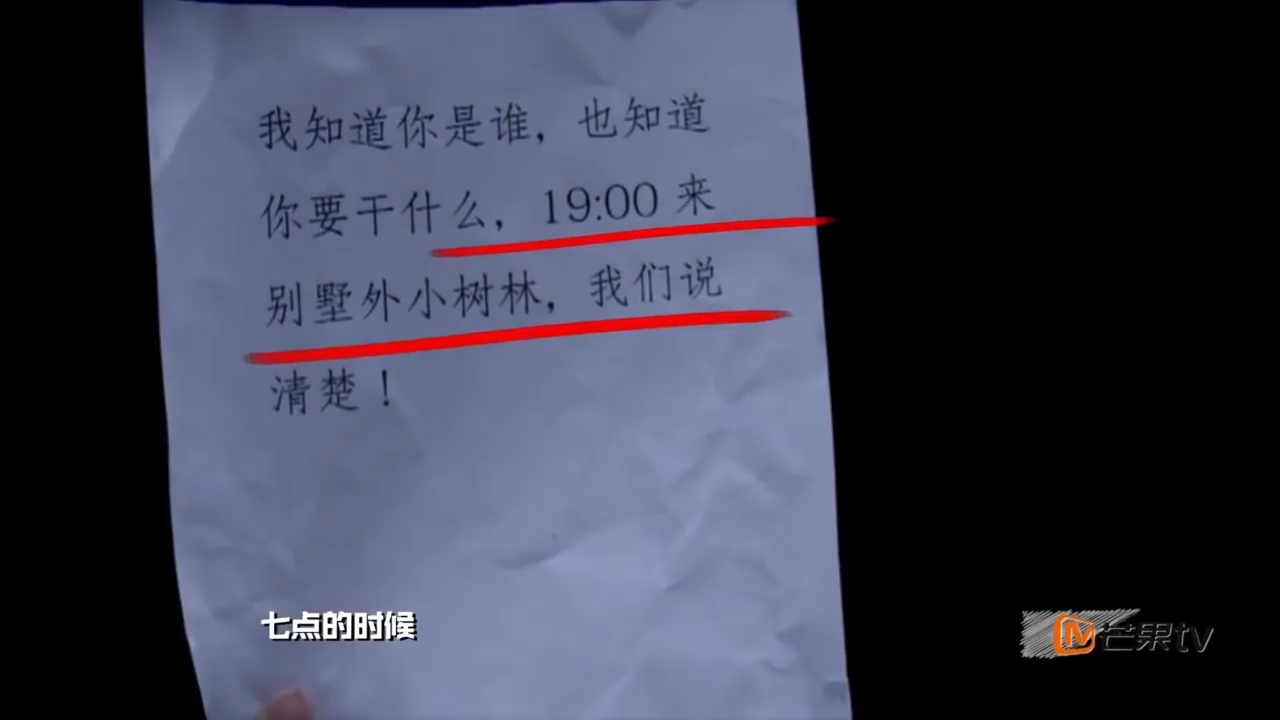 我知道你是谁，也知道
你要干什么，19:00 来
别墅外小树林，我们说
清楚！
七点的时候
芒果tv